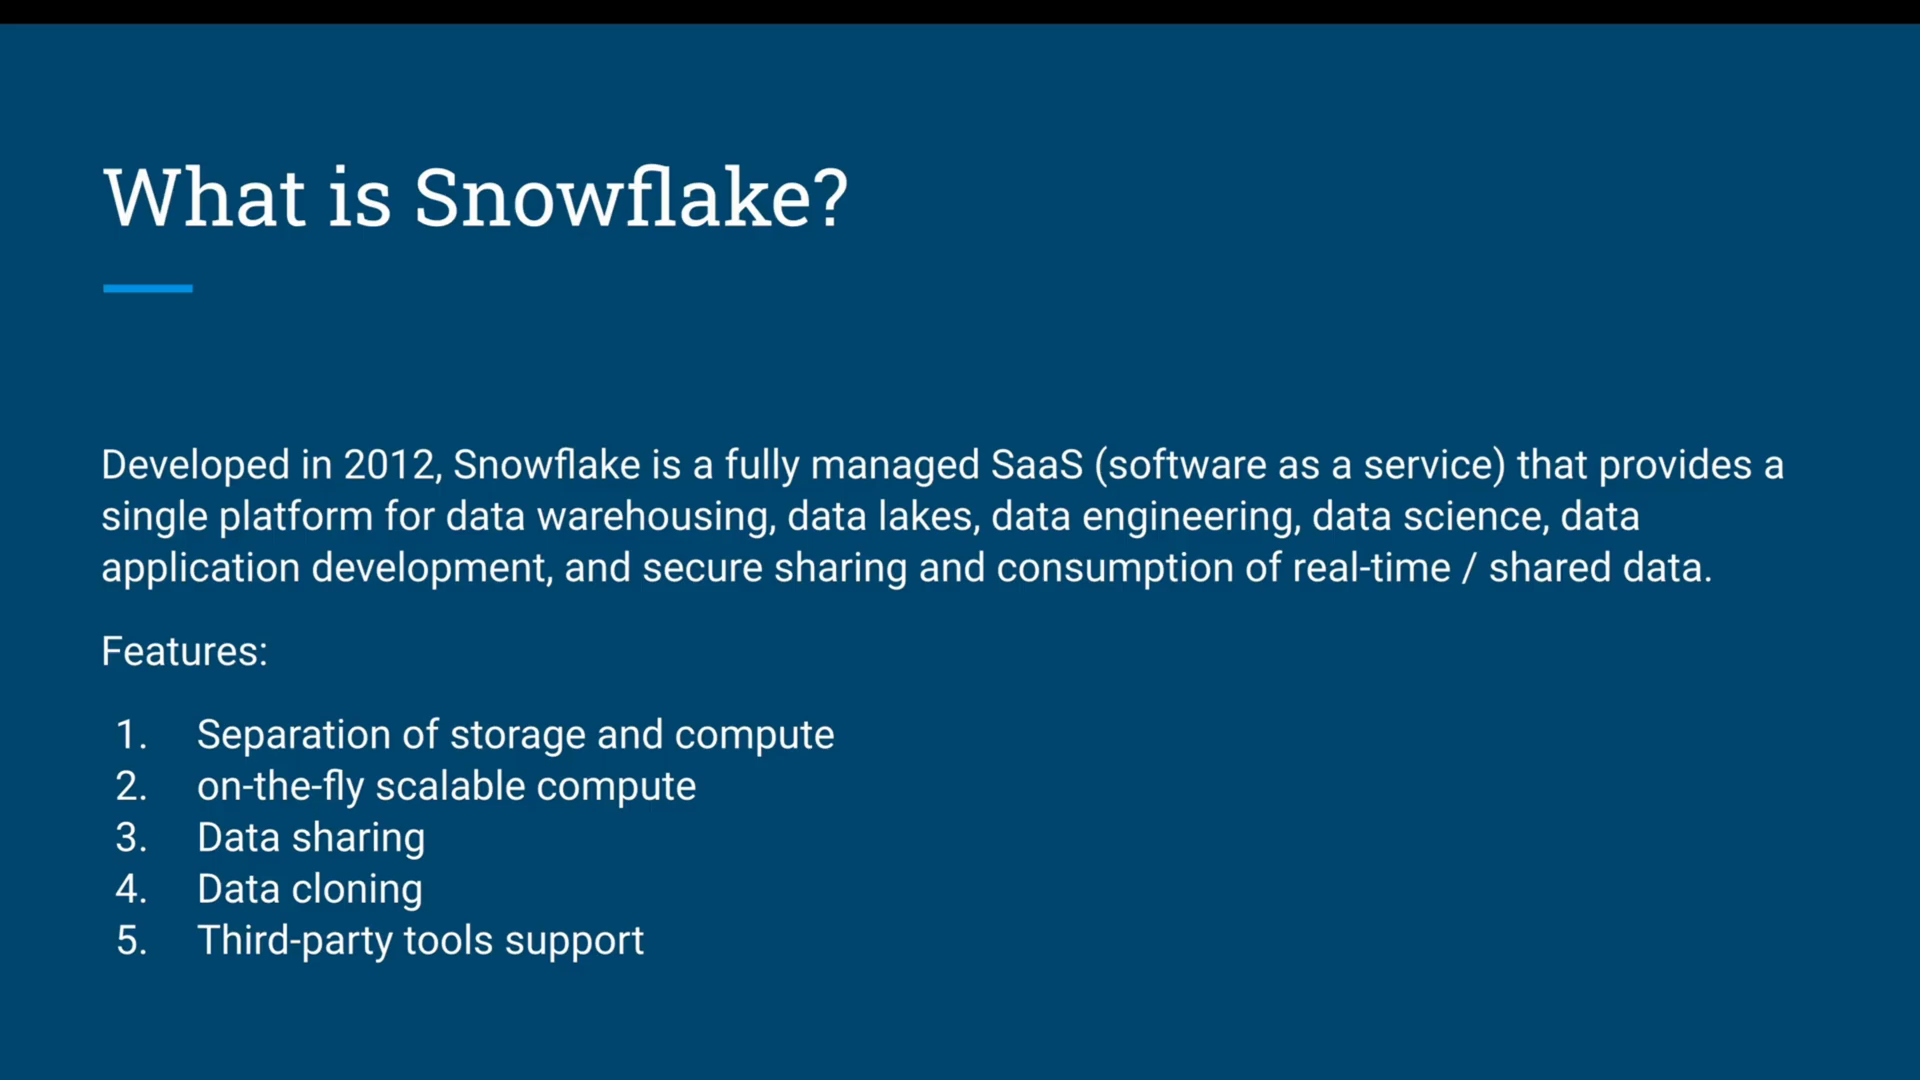 What is Snowflake?
Developed in 2012, Snowflake is a fully managed SaaS (software as a service) that provides a
single platform for data warehousing, data lakes, data engineering, data science, data
application development, and secure sharing and consumption of real-time / shared data.
Features:
1. Separation of storage and compute
2. on-the-fly scalable compute
3. Data sharing
4. Data cloning
5. Third-party tools support